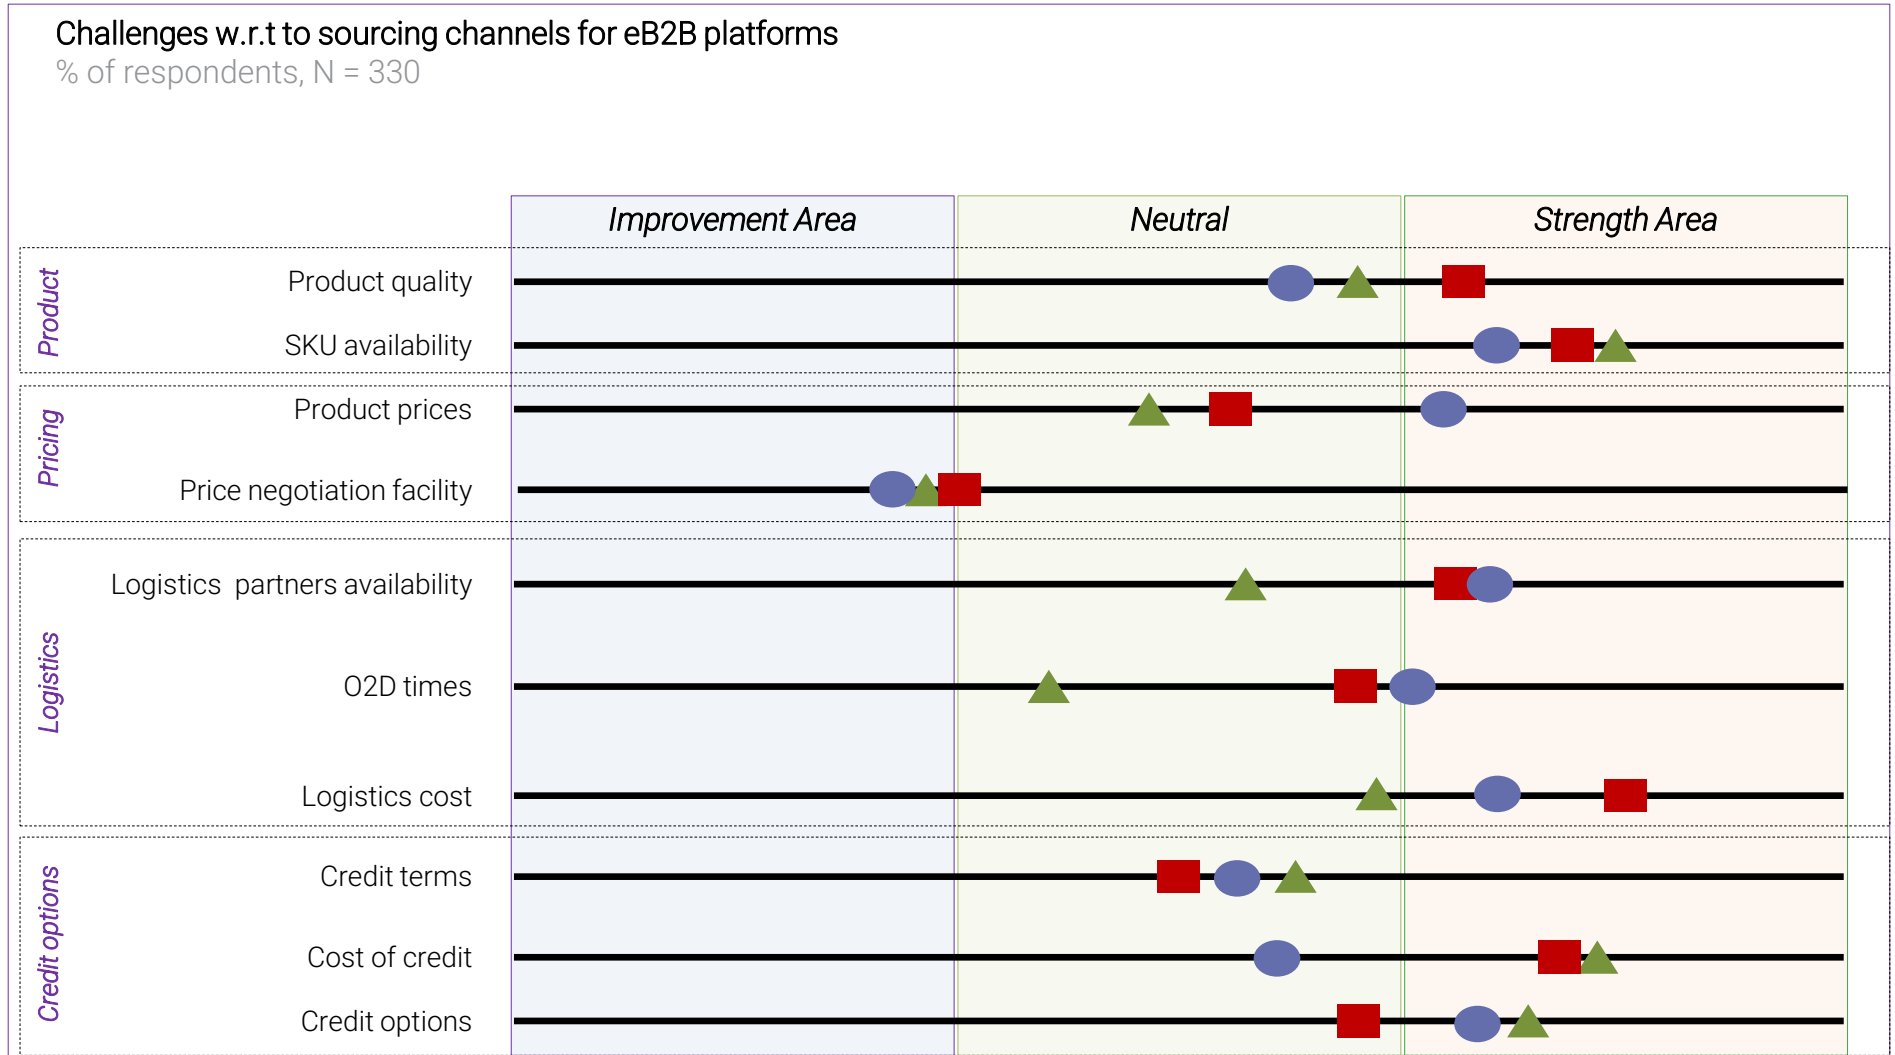 Challenges w.r.t to sourcing channels for eB2B platforms
% of respondents, N = 330
Improvement Area
Neutral
Strength Area
Product
Product quality
SKU availability
Pricing
Product prices
Price negotiation facility
Logistics
Logistics  partners availability
O2D times
Logistics cost
Credit options
Credit terms
Cost of credit
Credit options